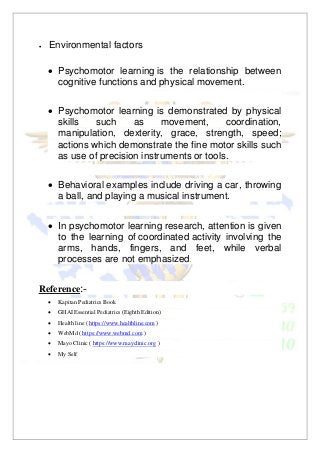 • Environmental factors
• Psychomotor learning is the relationship between
cognitive functions and physical movement.
• Psychomotor learning is demonstrated by physical
skills such as movement, coordination,
manipulation, dexterity, grace, strength, speed;
actions which demonstrate the fine motor skills such
as use of precision instruments or tools.
• Behavioral examples include driving a car, throwing
a ball, and playing a musical instrument.
• In psychomotor learning research, attention is given
to the learning of coordinated activity involving the
arms, hands, fingers, and feet, while verbal
processes are not emphasized
Reference:-
• Kapitan Pediatrics Book
• GHAI Essential Pediatrics (Eighth Edition)
• Health line (https://www.healthline.com)
• WebMd (https://www.webmd.com)
• Mayo Clinic ( https://www.mayclinic.org )
• My Self